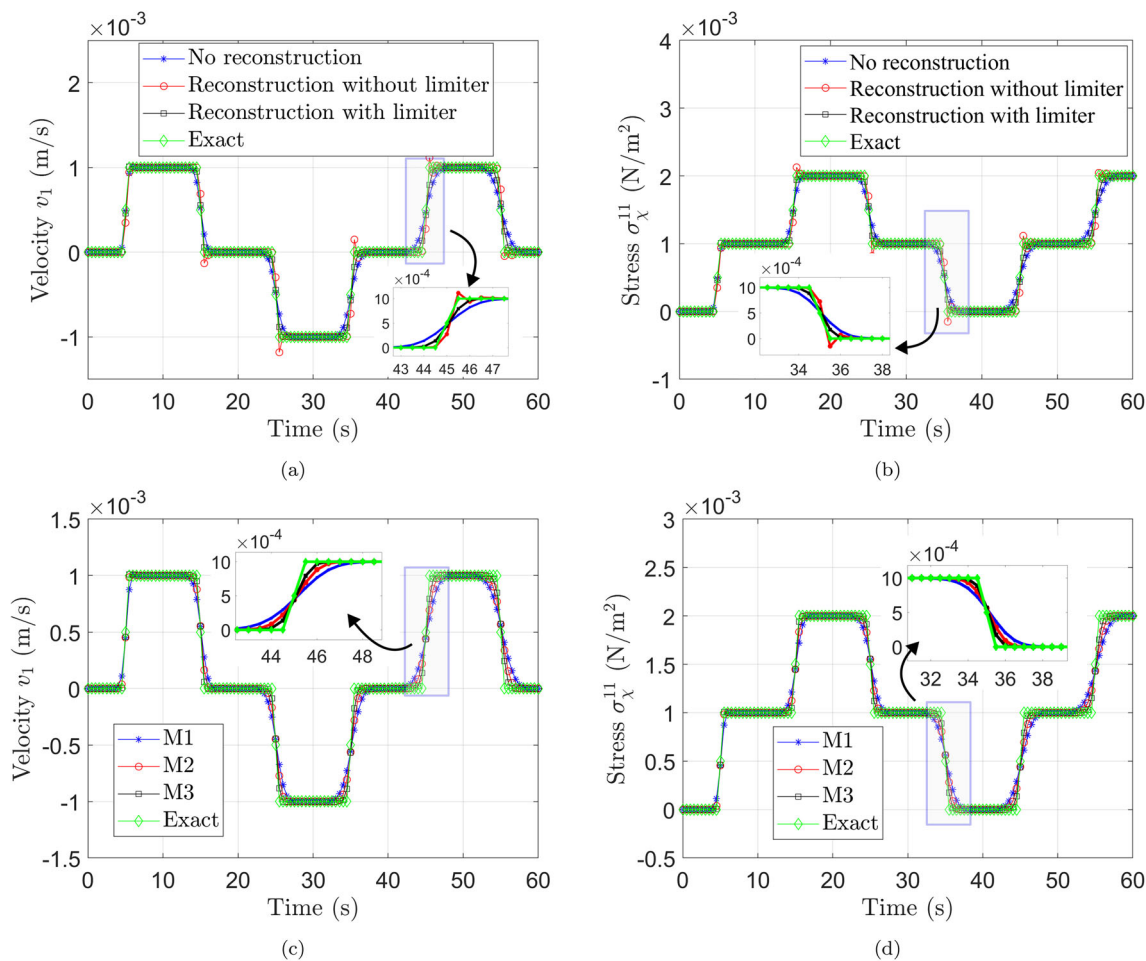 ×10⁻³
No reconstruction
Reconstruction without limiter
Reconstruction with limiter
Exact
2
1
0
-1
Velocity v₁ (m/s)
×10⁻⁴
10
5
0
43 44 45 46 47
0 10 20 30 40 50 60
Time (s)
(a)
×10⁻³
No reconstruction
Reconstruction without limiter
Reconstruction with limiter
Exact
4
3
2
1
0
-1
Stress σ_χ^11 (N/m²)
×10⁻⁴
10
5
0
34 36 38
0 10 20 30 40 50 60
Time (s)
(b)
×10⁻³
1.5
1
0.5
0
-0.5
-1
-1.5
Velocity v₁ (m/s)
×10⁻⁴
10
5
0
44 46 48
M1
M2
M3
Exact
0 10 20 30 40 50 60
Time (s)
(c)
×10⁻³
3
2.5
2
1.5
1
0.5
0
-0.5
Stress σ_χ^11 (N/m²)
×10⁻⁴
10
5
0
32 34 36 38
M1
M2
M3
Exact
0 10 20 30 40 50 60
Time (s)
(d)